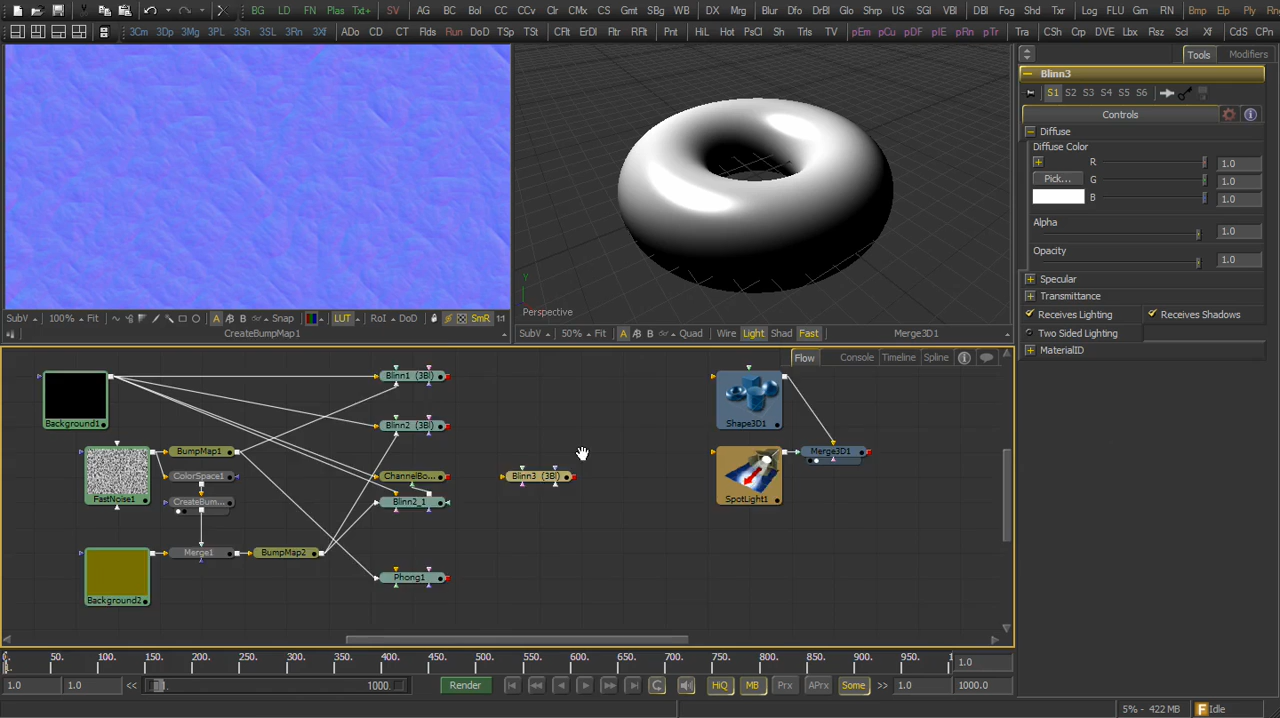 BG LD FN Plas Txt+ SV AG BC Bol CC CCv Clr CMx CS Gm SBg WB DX Mrg Blur Dfo Glo Shrp US SGl VBl DBl Fog Shd Txr Log FLU Grn RN Bmp Elp Ply
3Cm 3Dp 3Mg 3PL 3Sh 3SL 3Rn 3Xf ADo CD CT Flds Run DoD TSp TSt CFlt ErDl Fltr RFlt HiL Hot PsCl Sh Trls TV pEm pCu pDF pIE pRn pTr Tra CSh Crp DVE Lbx Rsz Scl Xf CdS CPn
Tools Modifiers
Blinn3
S1 S2 S3 S4 S5 S6
Controls
Diffuse
Diffuse Color
R 1.0
Pick... G 1.0
B 1.0
Alpha 1.0
Opacity 1.0
Specular
Transmittance
Receives Lighting Receives Shadows
Two Sided Lighting
MaterialID
Y
Perspective
SubV 100% Fit A B Snap LUT RoI DoD SmR 1:1
CreateBumpMap1
SubV 50% Fit A B Quad Wire Light Shad Fast Merge3D1
Flow Console Timeline Spline
Background1
Blinn1 (3Bl)
Blinn2 (3Bl)
Shape3D1
BumpMap1
ColorSpace1
FastNoise1
CreateBum...
ChannelBo...
Blinn2_1
Blinn3 (3Bl)
Merge3D1
SpotLight1
Merge1
BumpMap2
Background2
Phong1
0. 50. 100. 150. 200. 250. 300. 350. 400. 450. 500. 550. 600. 650. 700. 750. 800. 850. 900. 950. 1.0
1.0 1.0 << 1000. Render HiQ MB Prx APrx Some >> 1.0 1000.0
5% - 422 MB Idle